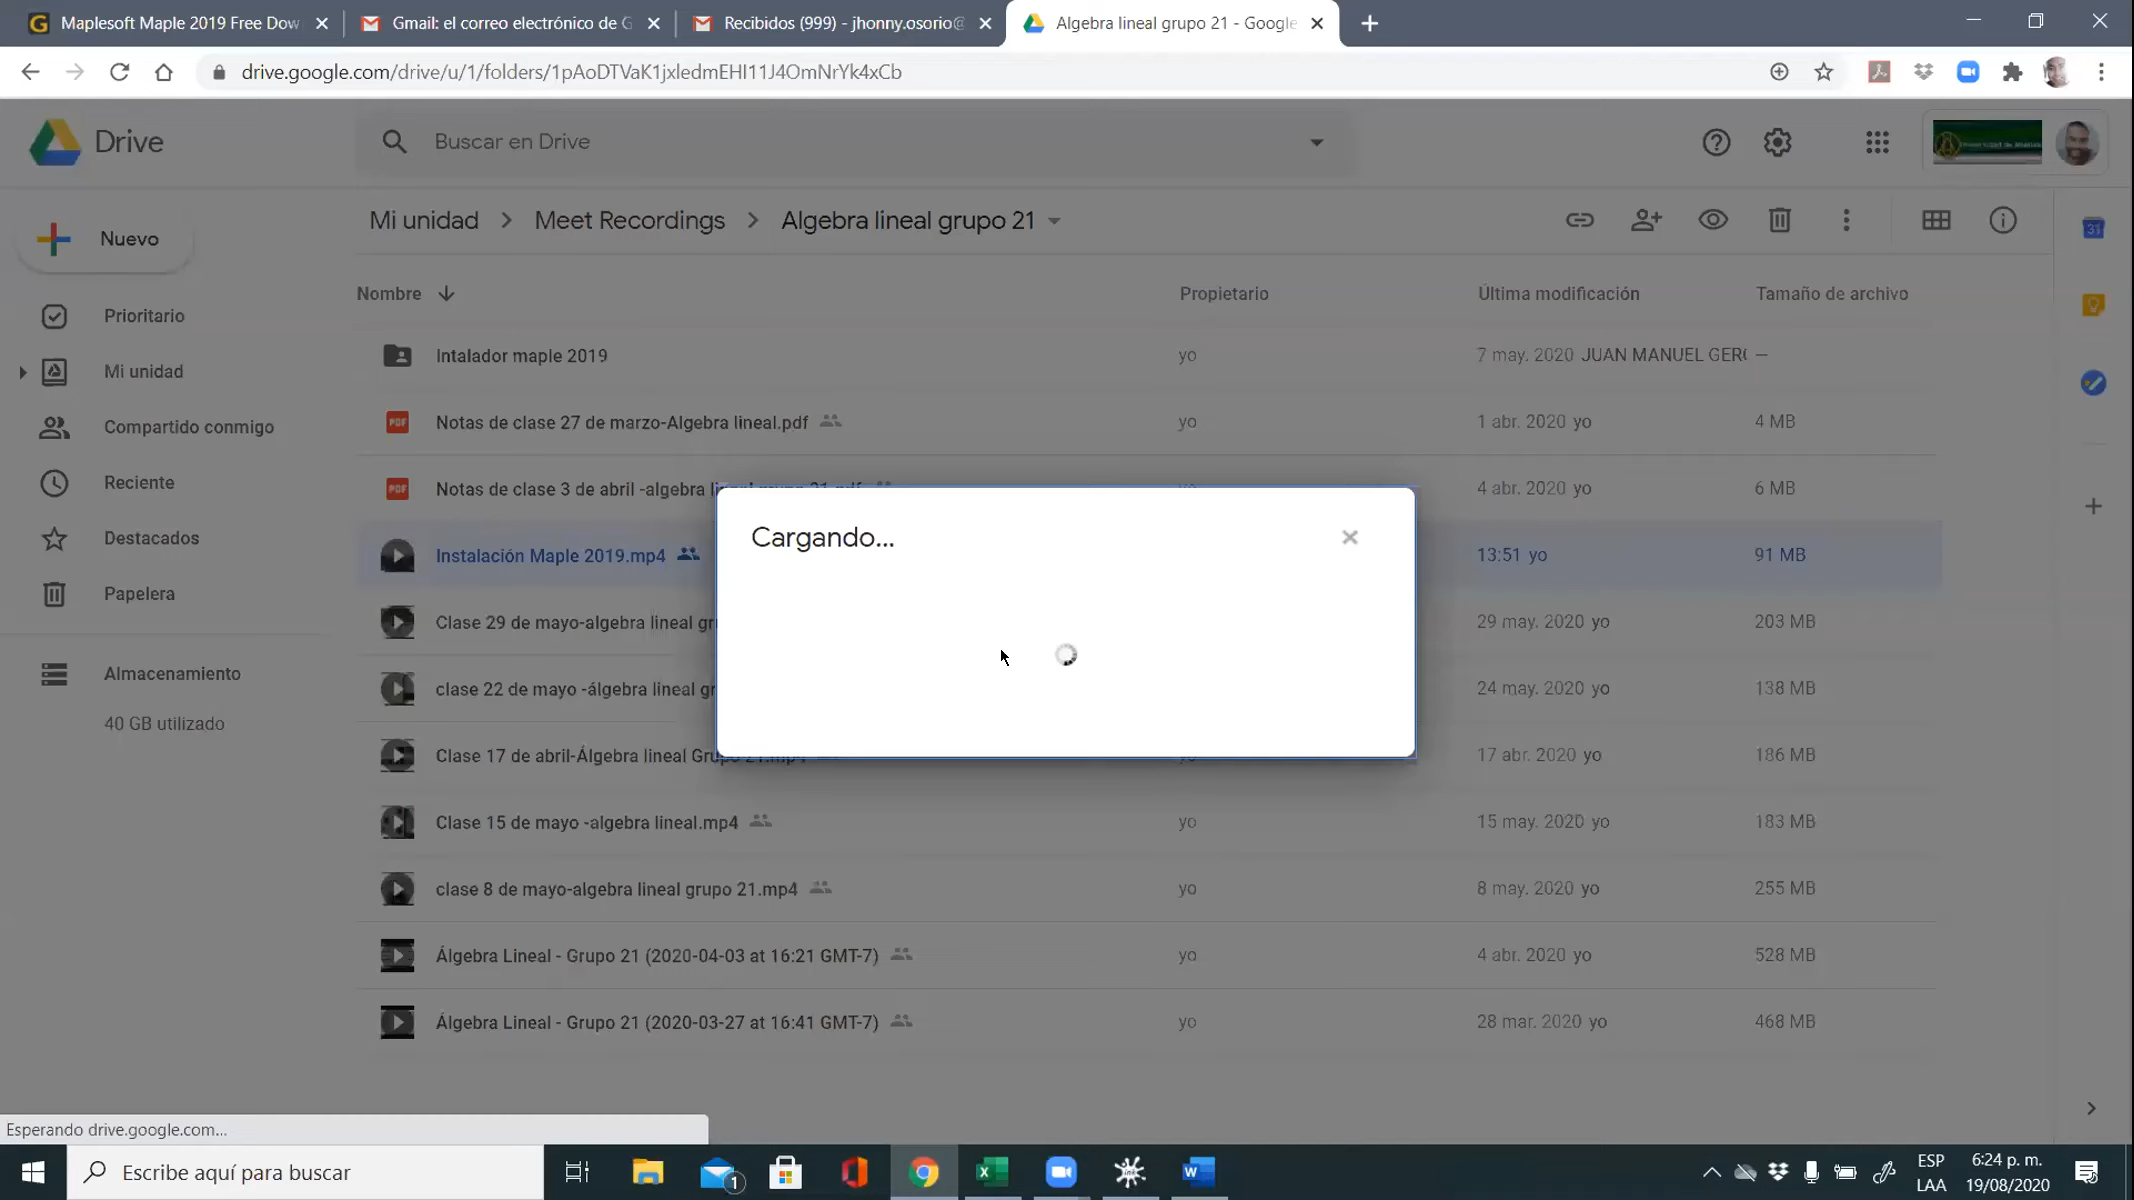 Maplesoft Maple 2019 Free Dow
Gmail: el correo electrónico de G
Recibidos (999) - jhonny.osorio@
Algebra lineal grupo 21 - Google
drive.google.com/drive/u/1/folders/1pAoDTVaK1jxledmEHI11J4OmNrYk4xCb
Drive
Buscar en Drive
Nuevo
Mi unidad > Meet Recordings > Algebra lineal grupo 21
Nombre Propietario Última modificación Tamaño de archivo
Prioritario
Mi unidad
Compartido conmigo
Reciente
Destacados
Papelera
Almacenamiento
40 GB utilizado
Intalador maple 2019 yo 7 may. 2020 JUAN MANUEL GER —
Notas de clase 27 de marzo-Algebra lineal.pdf yo 1 abr. 2020 yo 4 MB
Notas de clase 3 de abril -algebra lineal grupo 21.pdf yo 4 abr. 2020 yo 6 MB
Instalación Maple 2019.mp4 13:51 yo 91 MB
Clase 29 de mayo-algebra lineal gr 29 may. 2020 yo 203 MB
clase 22 de mayo -álgebra lineal gr 24 may. 2020 yo 138 MB
Clase 17 de abril-Álgebra lineal Grupo 21.mp4 yo 17 abr. 2020 yo 186 MB
Clase 15 de mayo -algebra lineal.mp4 yo 15 may. 2020 yo 183 MB
clase 8 de mayo-algebra lineal grupo 21.mp4 yo 8 may. 2020 yo 255 MB
Álgebra Lineal - Grupo 21 (2020-04-03 at 16:21 GMT-7) yo 4 abr. 2020 yo 528 MB
Álgebra Lineal - Grupo 21 (2020-03-27 at 16:41 GMT-7) yo 28 mar. 2020 yo 468 MB
Cargando...
Esperando drive.google.com...
Escribe aquí para buscar
1
ESP
LAA
6:24 p. m.
19/08/2020